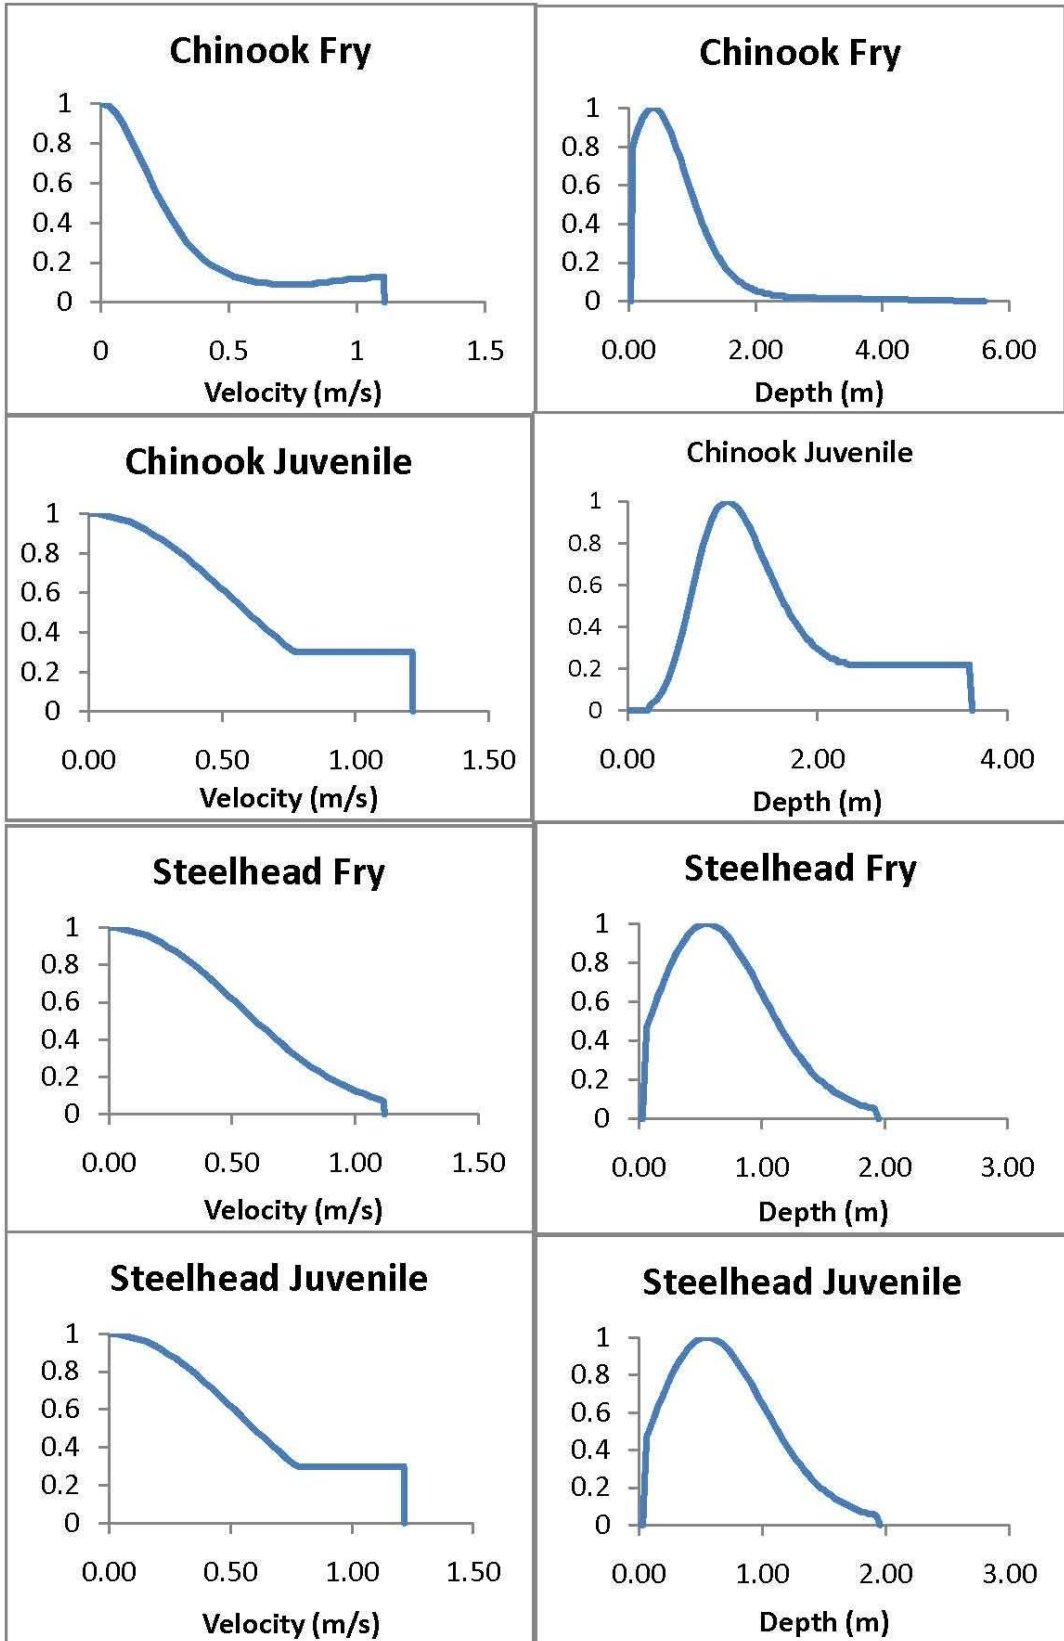 Chinook Fry
1
0.8
0.6
0.4
0.2
0
0 0.5 1 1.5
Velocity (m/s)
Chinook Fry
1
0.8
0.6
0.4
0.2
0
0.00 2.00 4.00 6.00
Depth (m)
Chinook Juvenile
1
0.8
0.6
0.4
0.2
0
0.00 0.50 1.00 1.50
Velocity (m/s)
Chinook Juvenile
1
0.8
0.6
0.4
0.2
0
0.00 2.00 4.00
Depth (m)
Steelhead Fry
1
0.8
0.6
0.4
0.2
0
0.00 0.50 1.00 1.50
Velocity (m/s)
Steelhead Fry
1
0.8
0.6
0.4
0.2
0
0.00 1.00 2.00 3.00
Depth (m)
Steelhead Juvenile
1
0.8
0.6
0.4
0.2
0
0.00 0.50 1.00 1.50
Velocity (m/s)
Steelhead Juvenile
1
0.8
0.6
0.4
0.2
0
0.00 1.00 2.00 3.00
Depth (m)